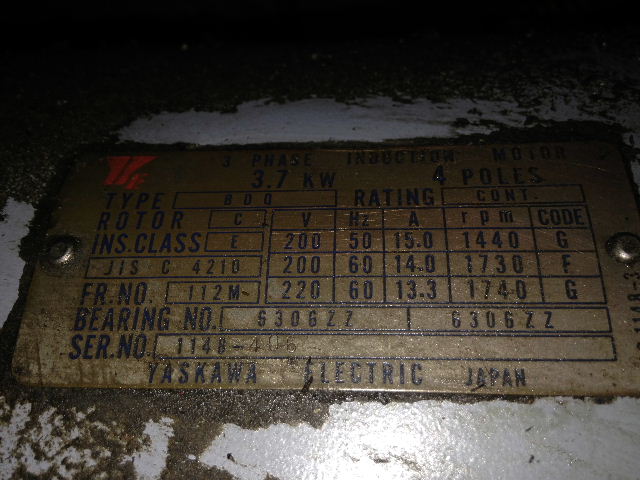 3 PHASE INDUCTION MOTOR
3.7 KW 4 POLES
TYPE BDQ RATING CONT.
ROTOR C V Hz A rpm CODE
INS.CLASS E 200 50 15.0 1440 G
JIS C 4210 200 60 14.0 1730 F
FR.NO. 112M- 220 60 13.3 1740 G
BEARING NO. 6306ZZ 6306ZZ
SER.NO. 1148-406
YASKAWA ELECTRIC JAPAN